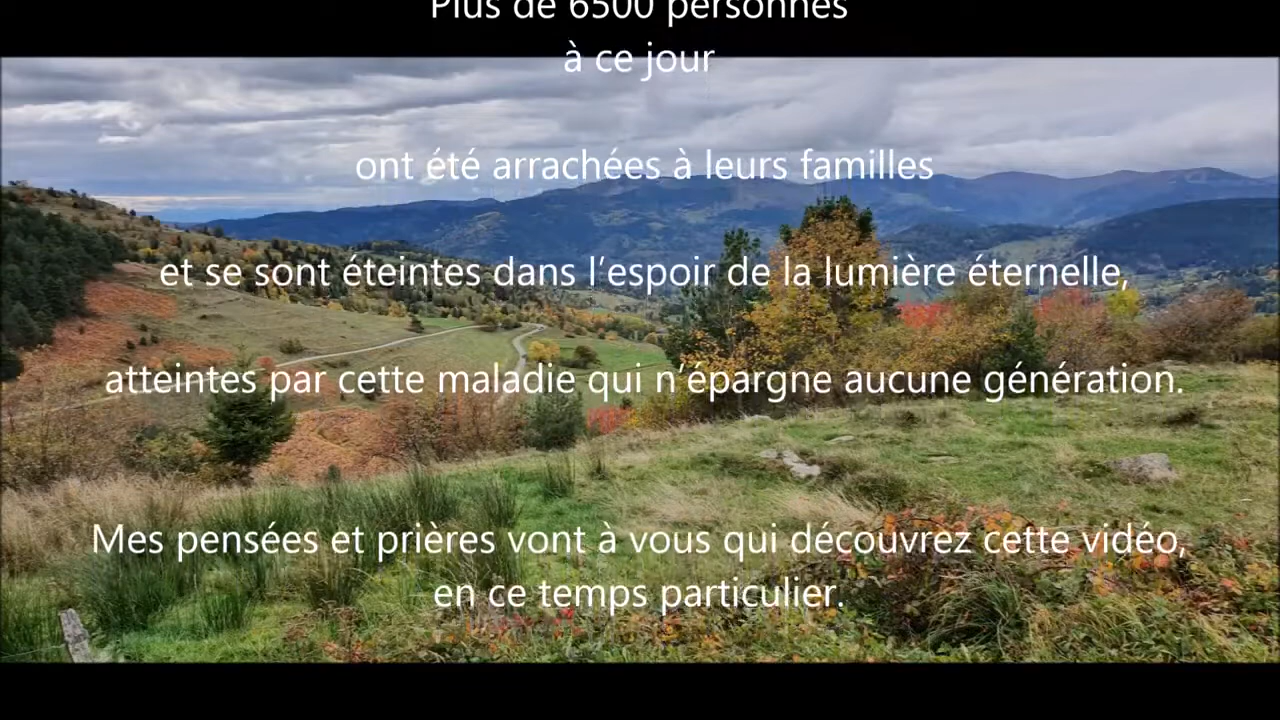 Plus de 6500 personnes
à ce jour
ont été arrachées à leurs familles
et se sont éteintes dans l’espoir de la lumière éternelle,
atteintes par cette maladie qui n’épargne aucune génération.
Mes pensées et prières vont à vous qui découvrez cette vidéo,
en ce temps particulier.